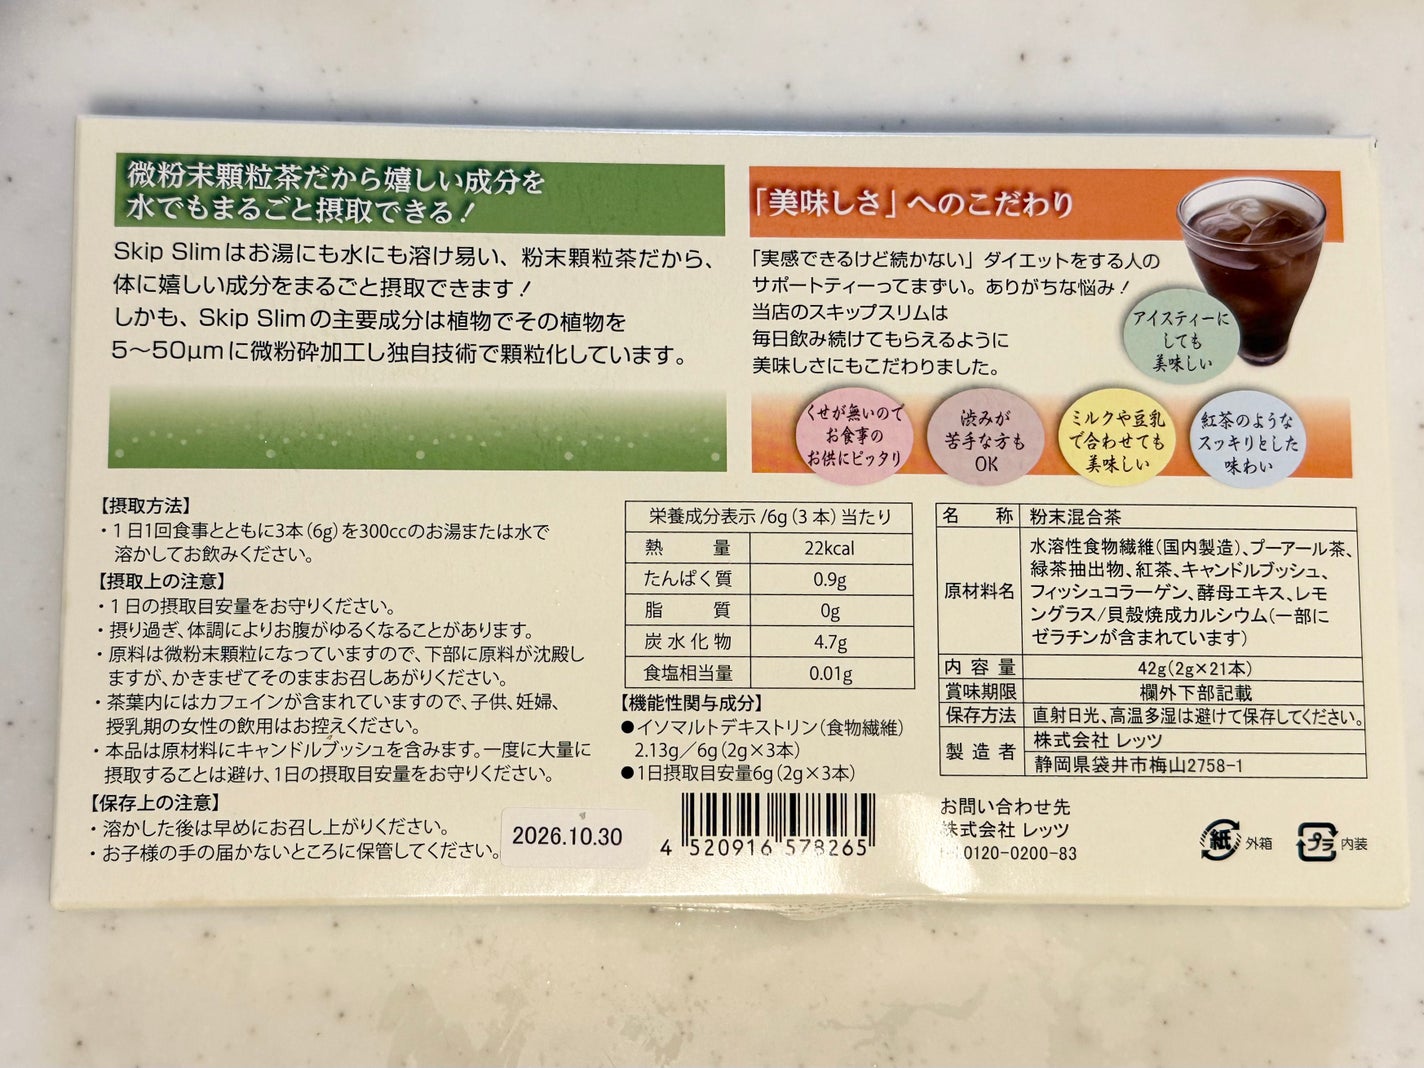 微粉末顆粒茶だから嬉しい成分を
水でもまるごと摂取できる！
Skip Slimはお湯にも水にも溶け易い、粉末顆粒茶だから、
体に嬉しい成分をまるごと摂取できます！
しかも、Skip Slimの主要成分は植物でその植物を
5〜50μmに微粉砕加工し独自技術で顆粒化しています。
「美味しさ」へのこだわり
「実感できるけど続かない」ダイエットをする人の
サポートティーってまずい。ありがちな悩み！
当店のスキップスリムは
毎日飲み続けてもらえるように
美味しさにもこだわりました。
アイスティーに
しても
美味しい
くせが無いので
お食事の
お供にピッタリ
渋みが
苦手な方も
OK
ミルクや豆乳
で合わせても
美味しい
紅茶のような
スッキリとした
味わい
【摂取方法】
・1日1回食事とともに3本(6g)を300ccのお湯または水で
溶かしてお飲みください。
【摂取上の注意】
・1日の摂取目安量をお守りください。
・摂り過ぎ、体調によりお腹がゆるくなることがあります。
・原料は微粉末顆粒になっていますので、下部に原料が沈殿し
ますが、かきまぜてそのままお召しあがりください。
・茶葉内にはカフェインが含まれていますので、子供、妊婦、
授乳期の女性の飲用はお控えください。
・本品は原材料にキャンドルブッシュを含みます。一度に大量に
摂取することは避け、1日の摂取目安量をお守りください。
【保存上の注意】
・溶かした後は早めにお召し上がりください。
・お子様の手の届かないところに保管してください。
2026.10.30
栄養成分表示/6g(3本)当たり
熱量 22kcal
たんぱく質 0.9g
脂質 0g
炭水化物 4.7g
食塩相当量 0.01g
【機能性関与成分】
●イソマルトデキストリン(食物繊維)
2.13g／6g(2g×3本)
●1日摂取目安量6g(2g×3本)
4 520916 578265
名称 粉末混合茶
原材料名 水溶性食物繊維(国内製造)、プーアール茶、
緑茶抽出物、紅茶、キャンドルブッシュ、
フィッシュコラーゲン、酵母エキス、レモ
ングラス/貝殻焼成カルシウム(一部に
ゼラチンが含まれています)
内容量 42g(2g×21本)
賞味期限 欄外下部記載
保存方法 直射日光、高温多湿は避けて保存してください。
製造者 株式会社 レッツ
静岡県袋井市梅山2758-1
お問い合わせ先
株式会社 レッツ
0120-0200-83
紙 外箱
プラ 内装